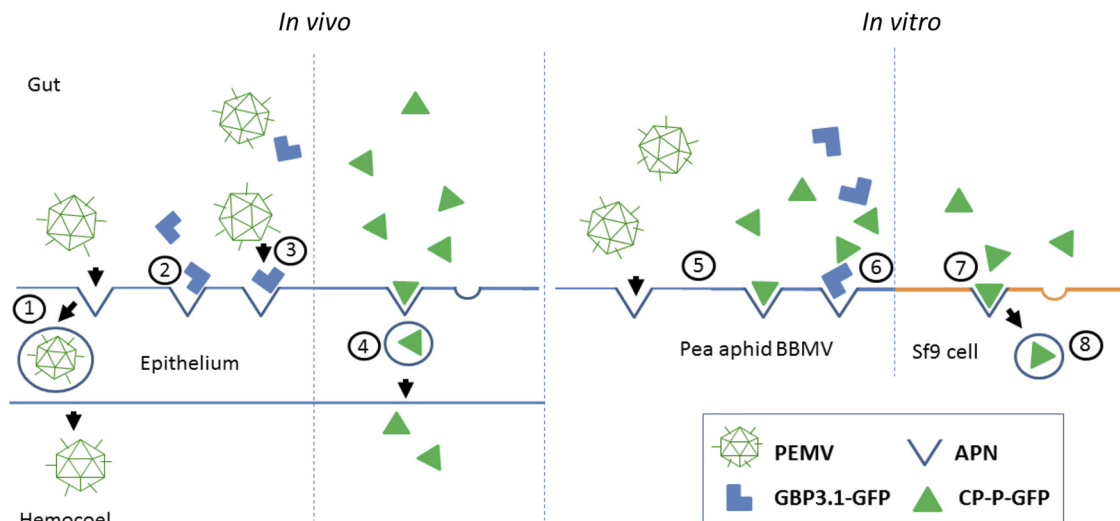 In vivo
In vitro
Gut
3
2
5
6
7
1
4
8
Epithelium
Pea aphid BBMV
Sf9 cell
PEMV
APN
GBP3.1-GFP
CP-P-GFP
Hemocoel